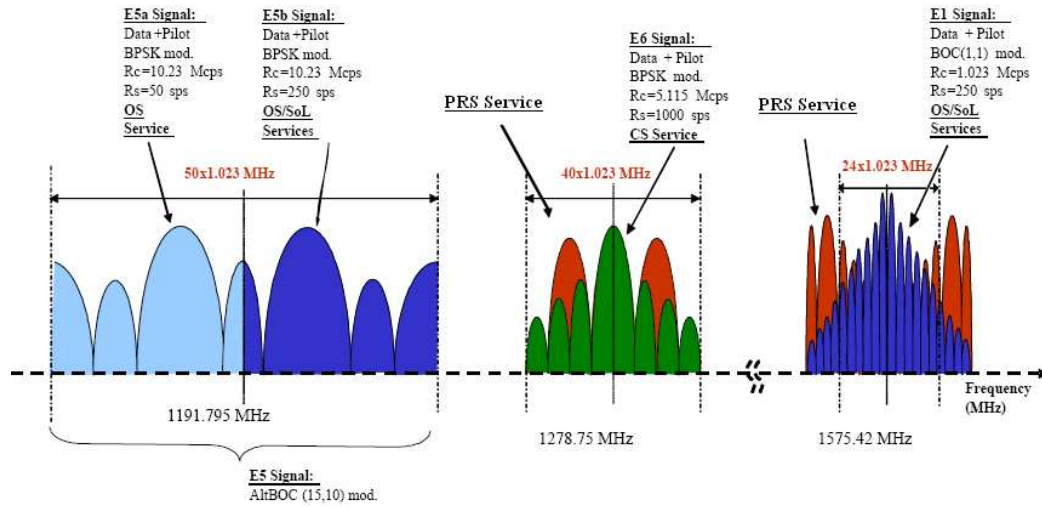 E5a Signal:
Data +Pilot
BPSK mod.
Rc=10.23 Mcps
Rs=50 sps
OS
Service
E5b Signal:
Data +Pilot
BPSK mod.
Rc=10.23 Mcps
Rs=250 sps
OS/SoL
Services
E6 Signal:
Data + Pilot
BPSK mod.
Rc=5.115 Mcps
Rs=1000 sps
CS Service
E1 Signal:
Data + Pilot
BOC(1,1) mod.
Rc=1.023 Mcps
Rs=250 sps
OS/SoL
Services
PRS Service
PRS Service
50x1.023 MHz
40x1.023 MHz
24x1.023 MHz
Frequency
(MHz)
1191.795 MHz
1278.75 MHz
1575.42 MHz
E5 Signal:
AltBOC (15,10) mod.